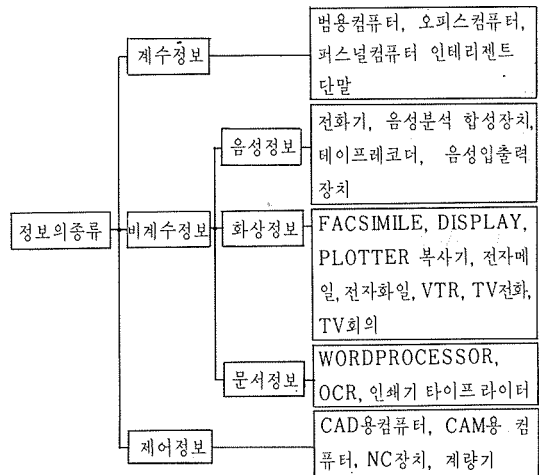 정보의종류
계수정보
범용컴퓨터, 오피스컴퓨터,
퍼스널컴퓨터 인테리젠트
단말
비계수정보
음성정보
전화기, 음성분석 합성장치,
테이프레코더, 음성입출력
장치
화상정보
FACSIMILE, DISPLAY,
PLOTTER 복사기, 전자메
일, 전자화일, VTR, TV전화,
TV회의
문서정보
WORDPROCESSOR,
OCR, 인쇄기 타이프 라이터
제어정보
CAD용컴퓨터, CAM용 컴
퓨터, NC장치, 계량기